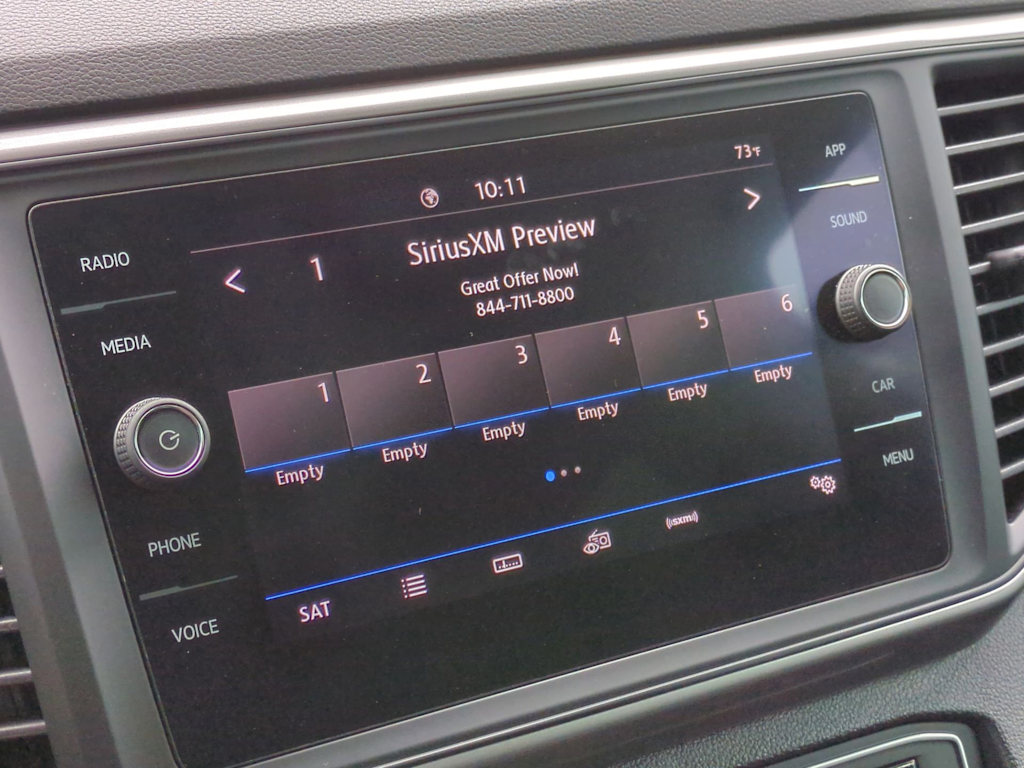 10:11
73°F
< 1 SiriusXM Preview >
Great Offer Now!
844-711-8800
1 2 3 4 5 6
Empty Empty Empty Empty Empty Empty
SAT
((sxm))
RADIO
MEDIA
PHONE
VOICE
APP
SOUND
CAR
MENU